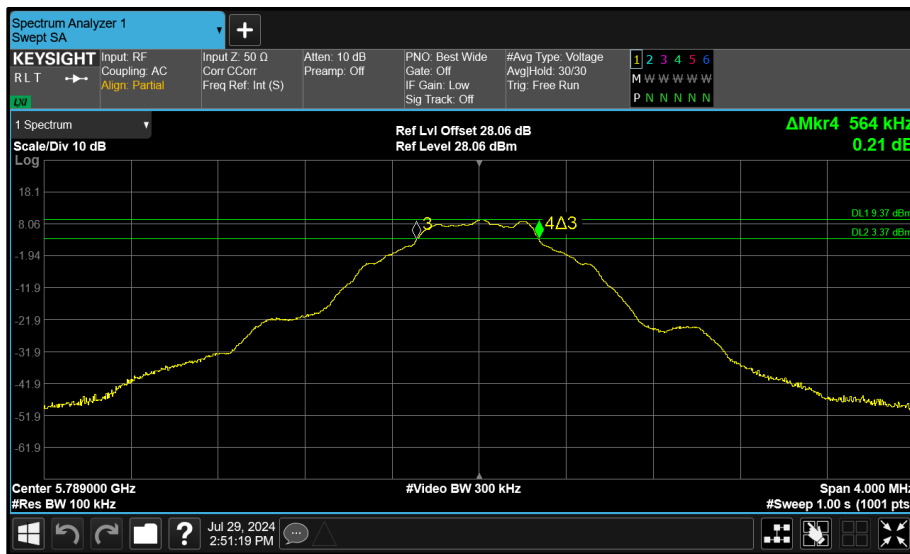 Spectrum Analyzer 1
Swept SA
+
KEYSIGHT
RLT
LXI
Input: RF
Coupling: AC
Align: Partial
Input Z: 50 Ω
Corr CCorr
Freq Ref: Int (S)
Atten: 10 dB
Preamp: Off
PNO: Best Wide
Gate: Off
IF Gain: Low
Sig Track: Off
#Avg Type: Voltage
Avg|Hold: 30/30
Trig: Free Run
1 2 3 4 5 6
M W W W W W
P N N N N N
1 Spectrum
Scale/Div 10 dB
Ref Lvl Offset 28.06 dB
Ref Level 28.06 dBm
ΔMkr4 564 kHz
0.21 dB
Log
18.1
8.06
-1.94
-11.9
-21.9
-31.9
-41.9
-51.9
-61.9
3
4Δ3
DL1 9.37 dBm
DL2 3.37 dBm
Center 5.789000 GHz
#Res BW 100 kHz
#Video BW 300 kHz
Span 4.000 MHz
#Sweep 1.00 s (1001 pts
?
Jul 29, 2024
2:51:19 PM